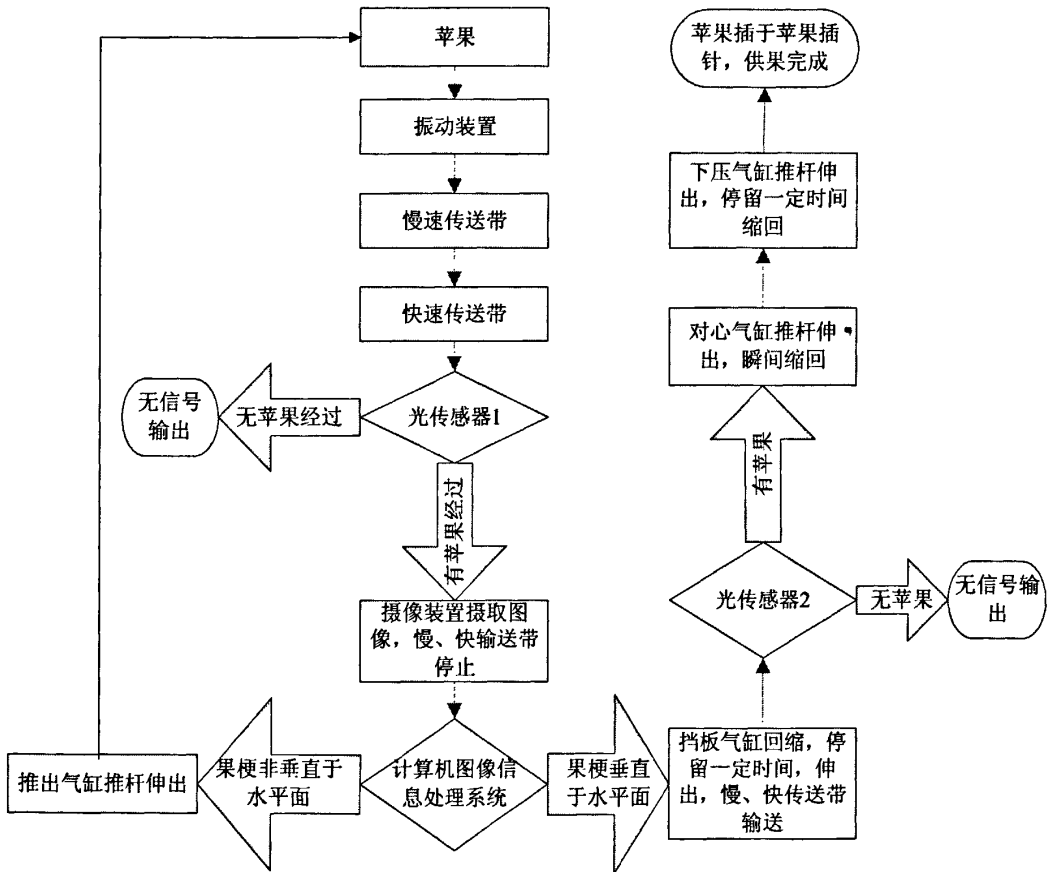 苹果
振动装置
慢速传送带
快速传送带
光传感器1
无苹果经过
无信号
输出
有苹果经过
摄像装置摄取图
像，慢、快输送带
停止
计算机图像信
息处理系统
果梗非垂直于
水平面
推出气缸推杆伸出
果梗垂直
于水平面
挡板气缸回缩，停
留一定时间，伸
出，慢、快传送带
输送
光传感器2
无苹果
无信号输
出
有苹果
对心气缸推杆伸
出，瞬间缩回
下压气缸推杆伸
出，停留一定时间
缩回
苹果插于苹果插
针，供果完成